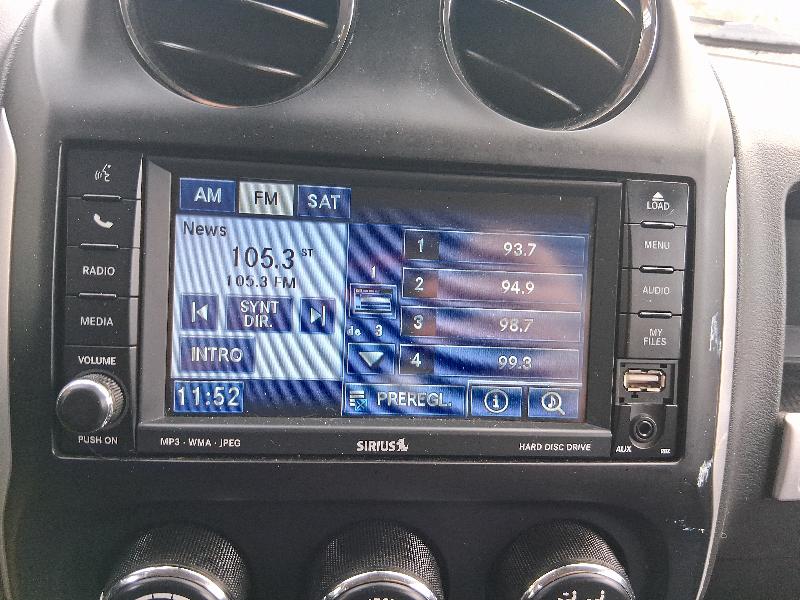 AM FM SAT
News
105.3 ST
105.3 FM
SYNT
DIR.
INTRO
11:52
1
de 3
1 93.7
2 94.9
3 98.7
4 99.3
PREREGL.
RADIO
MEDIA
VOLUME
PUSH ON
LOAD
MENU
AUDIO
MY
FILES
AUX
MP3 · WMA · JPEG
SIRIUS
HARD DISC DRIVE